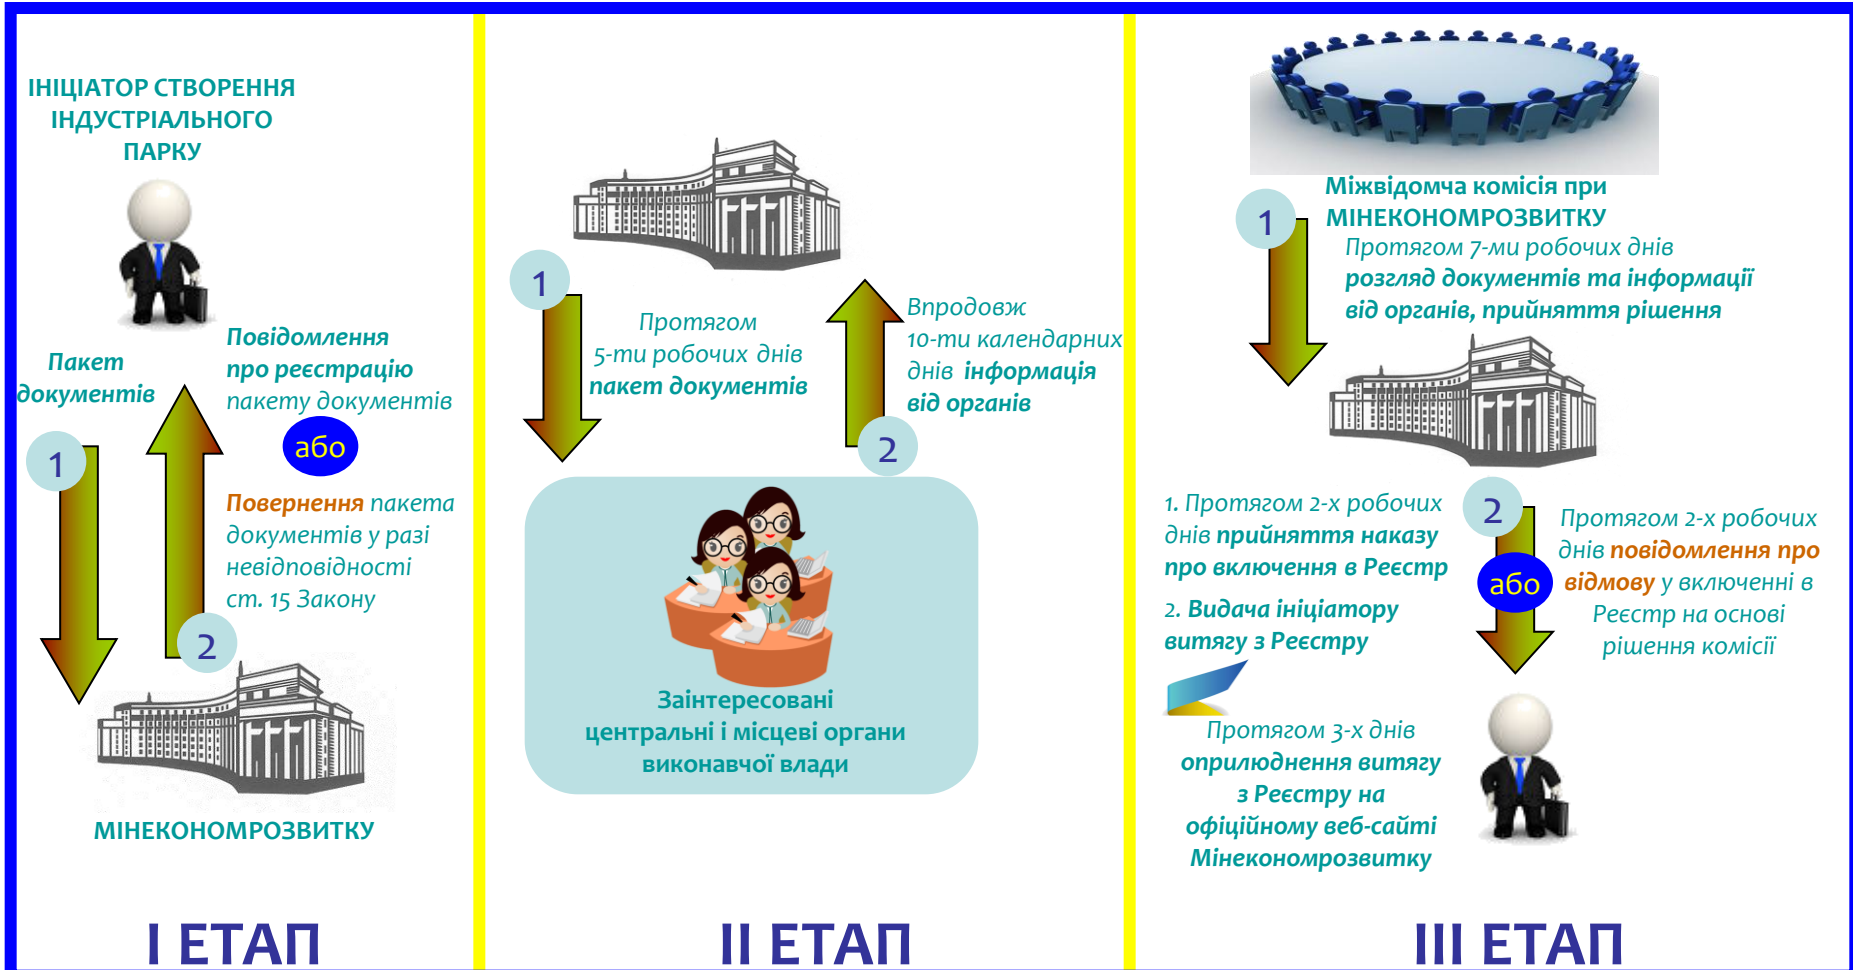 ІНІЦІАТОР СТВОРЕННЯ
ІНДУСТРІАЛЬНОГО
ПАРКУ
Пакет
документів
Повідомлення
про реєстрацію
пакету документів
або
Повернення пакета
документів у разі
невідповідності
ст. 15 Закону
1
2
МІНЕКОНОМРОЗВИТКУ
І ЕТАП
1
Протягом
5-ти робочих днів
пакет документів
Впродовж
10-ти календарних
днів інформація
від органів
2
Заінтересовані
центральні і місцеві органи
виконавчої влади
ІІ ЕТАП
Міжвідомча комісія при
МІНЕКОНОМРОЗВИТКУ
1
Протягом 7-ми робочих днів
розгляд документів та інформації
від органів, прийняття рішення
1. Протягом 2-х робочих
днів прийняття наказу
про включення в Реєстр
2. Видача ініціатору
витягу з Реєстру
2
або
Протягом 2-х робочих
днів повідомлення про
відмову у включенні в
Реєстр на основі
рішення комісії
Протягом 3-х днів
оприлюднення витягу
з Реєстру на
офіційному веб-сайті
Мінекономрозвитку
ІІІ ЕТАП